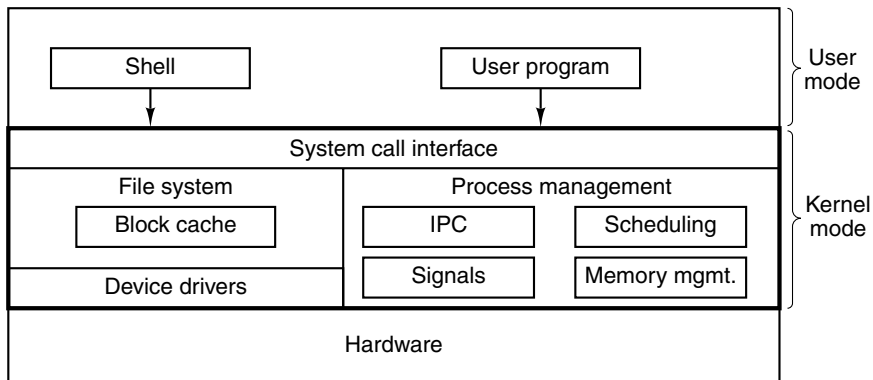 Shell
User program
User
mode
System call interface
File system
Process management
Block cache
IPC
Scheduling
Kernel
mode
Signals
Memory mgmt.
Device drivers
Hardware